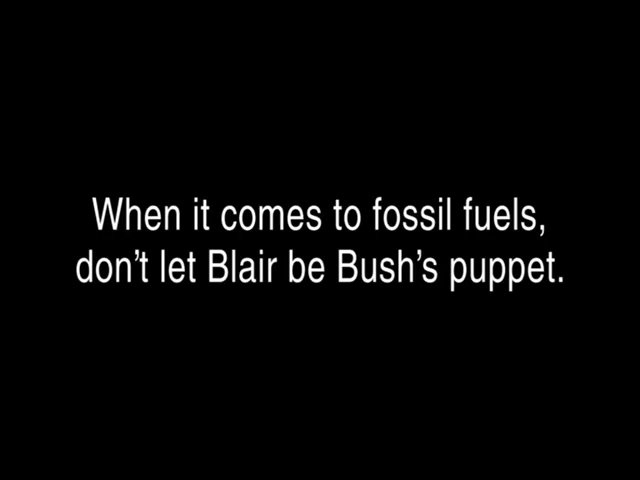 When it comes to fossil fuels,
don’t let Blair be Bush’s puppet.